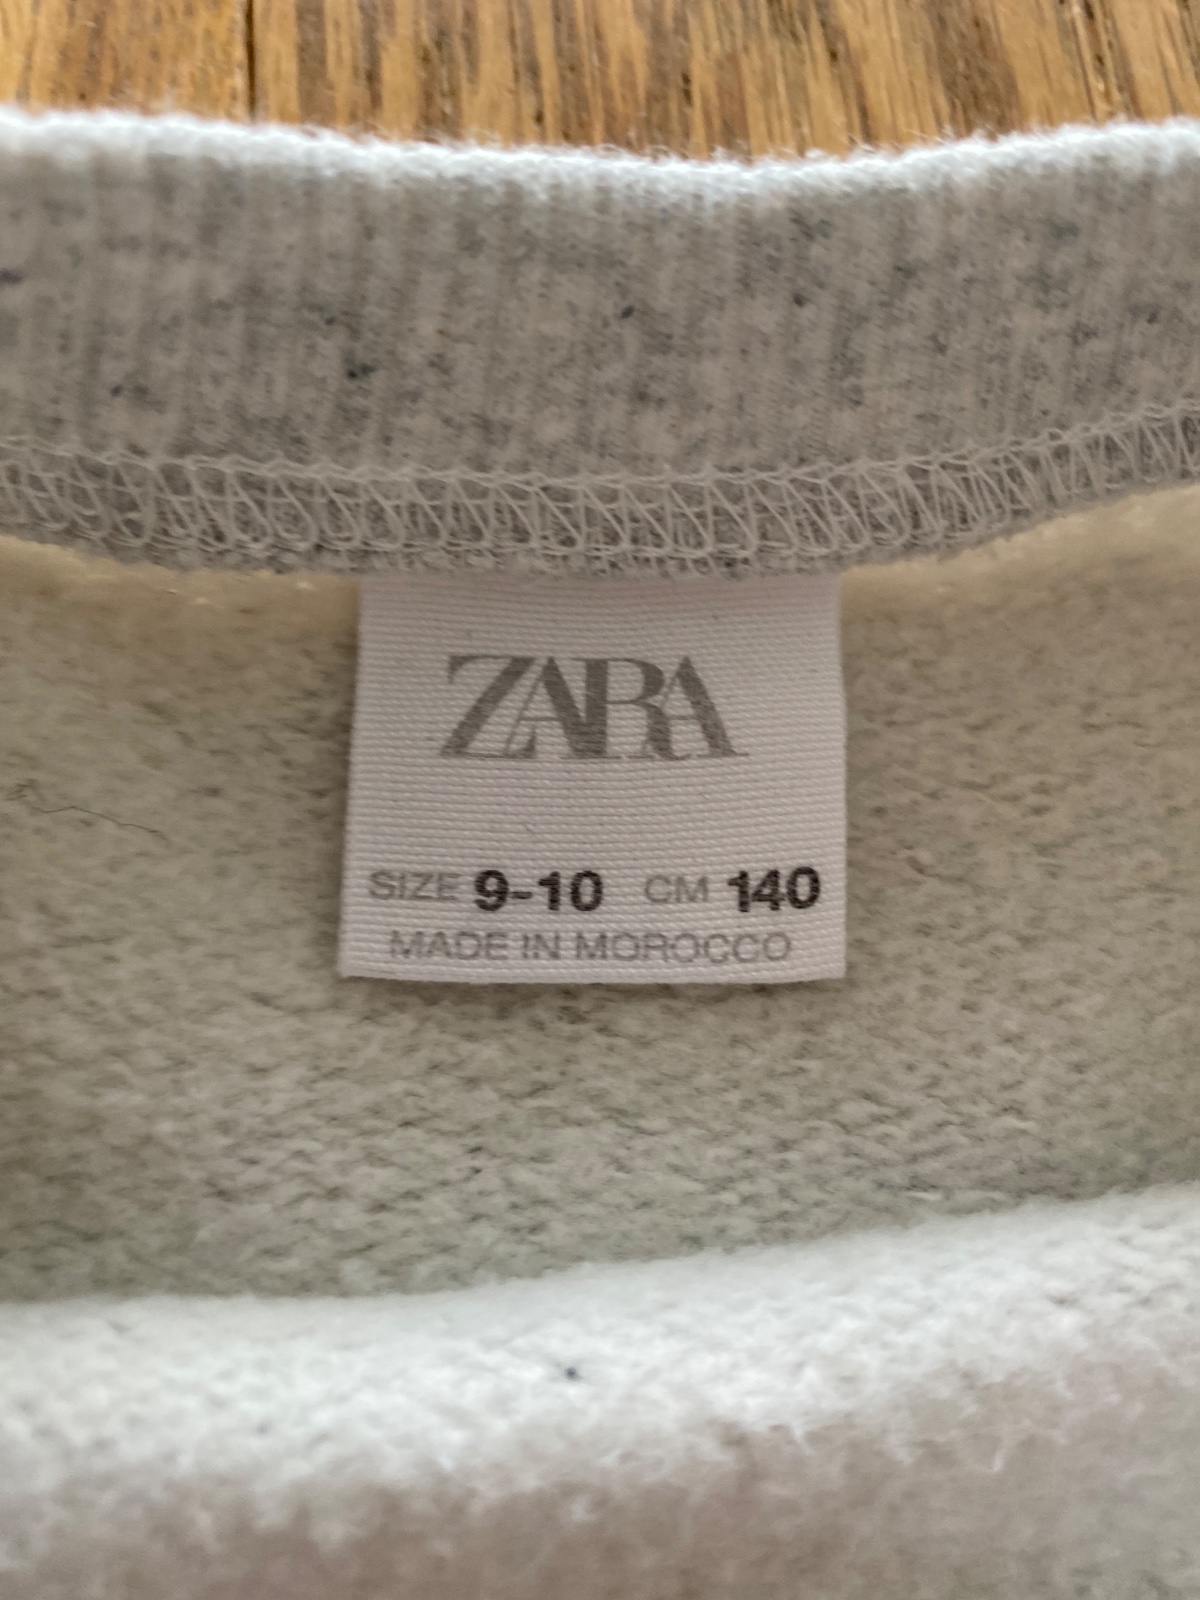 ZARA
SIZE 9-10 CM 140
MADE IN MOROCCO